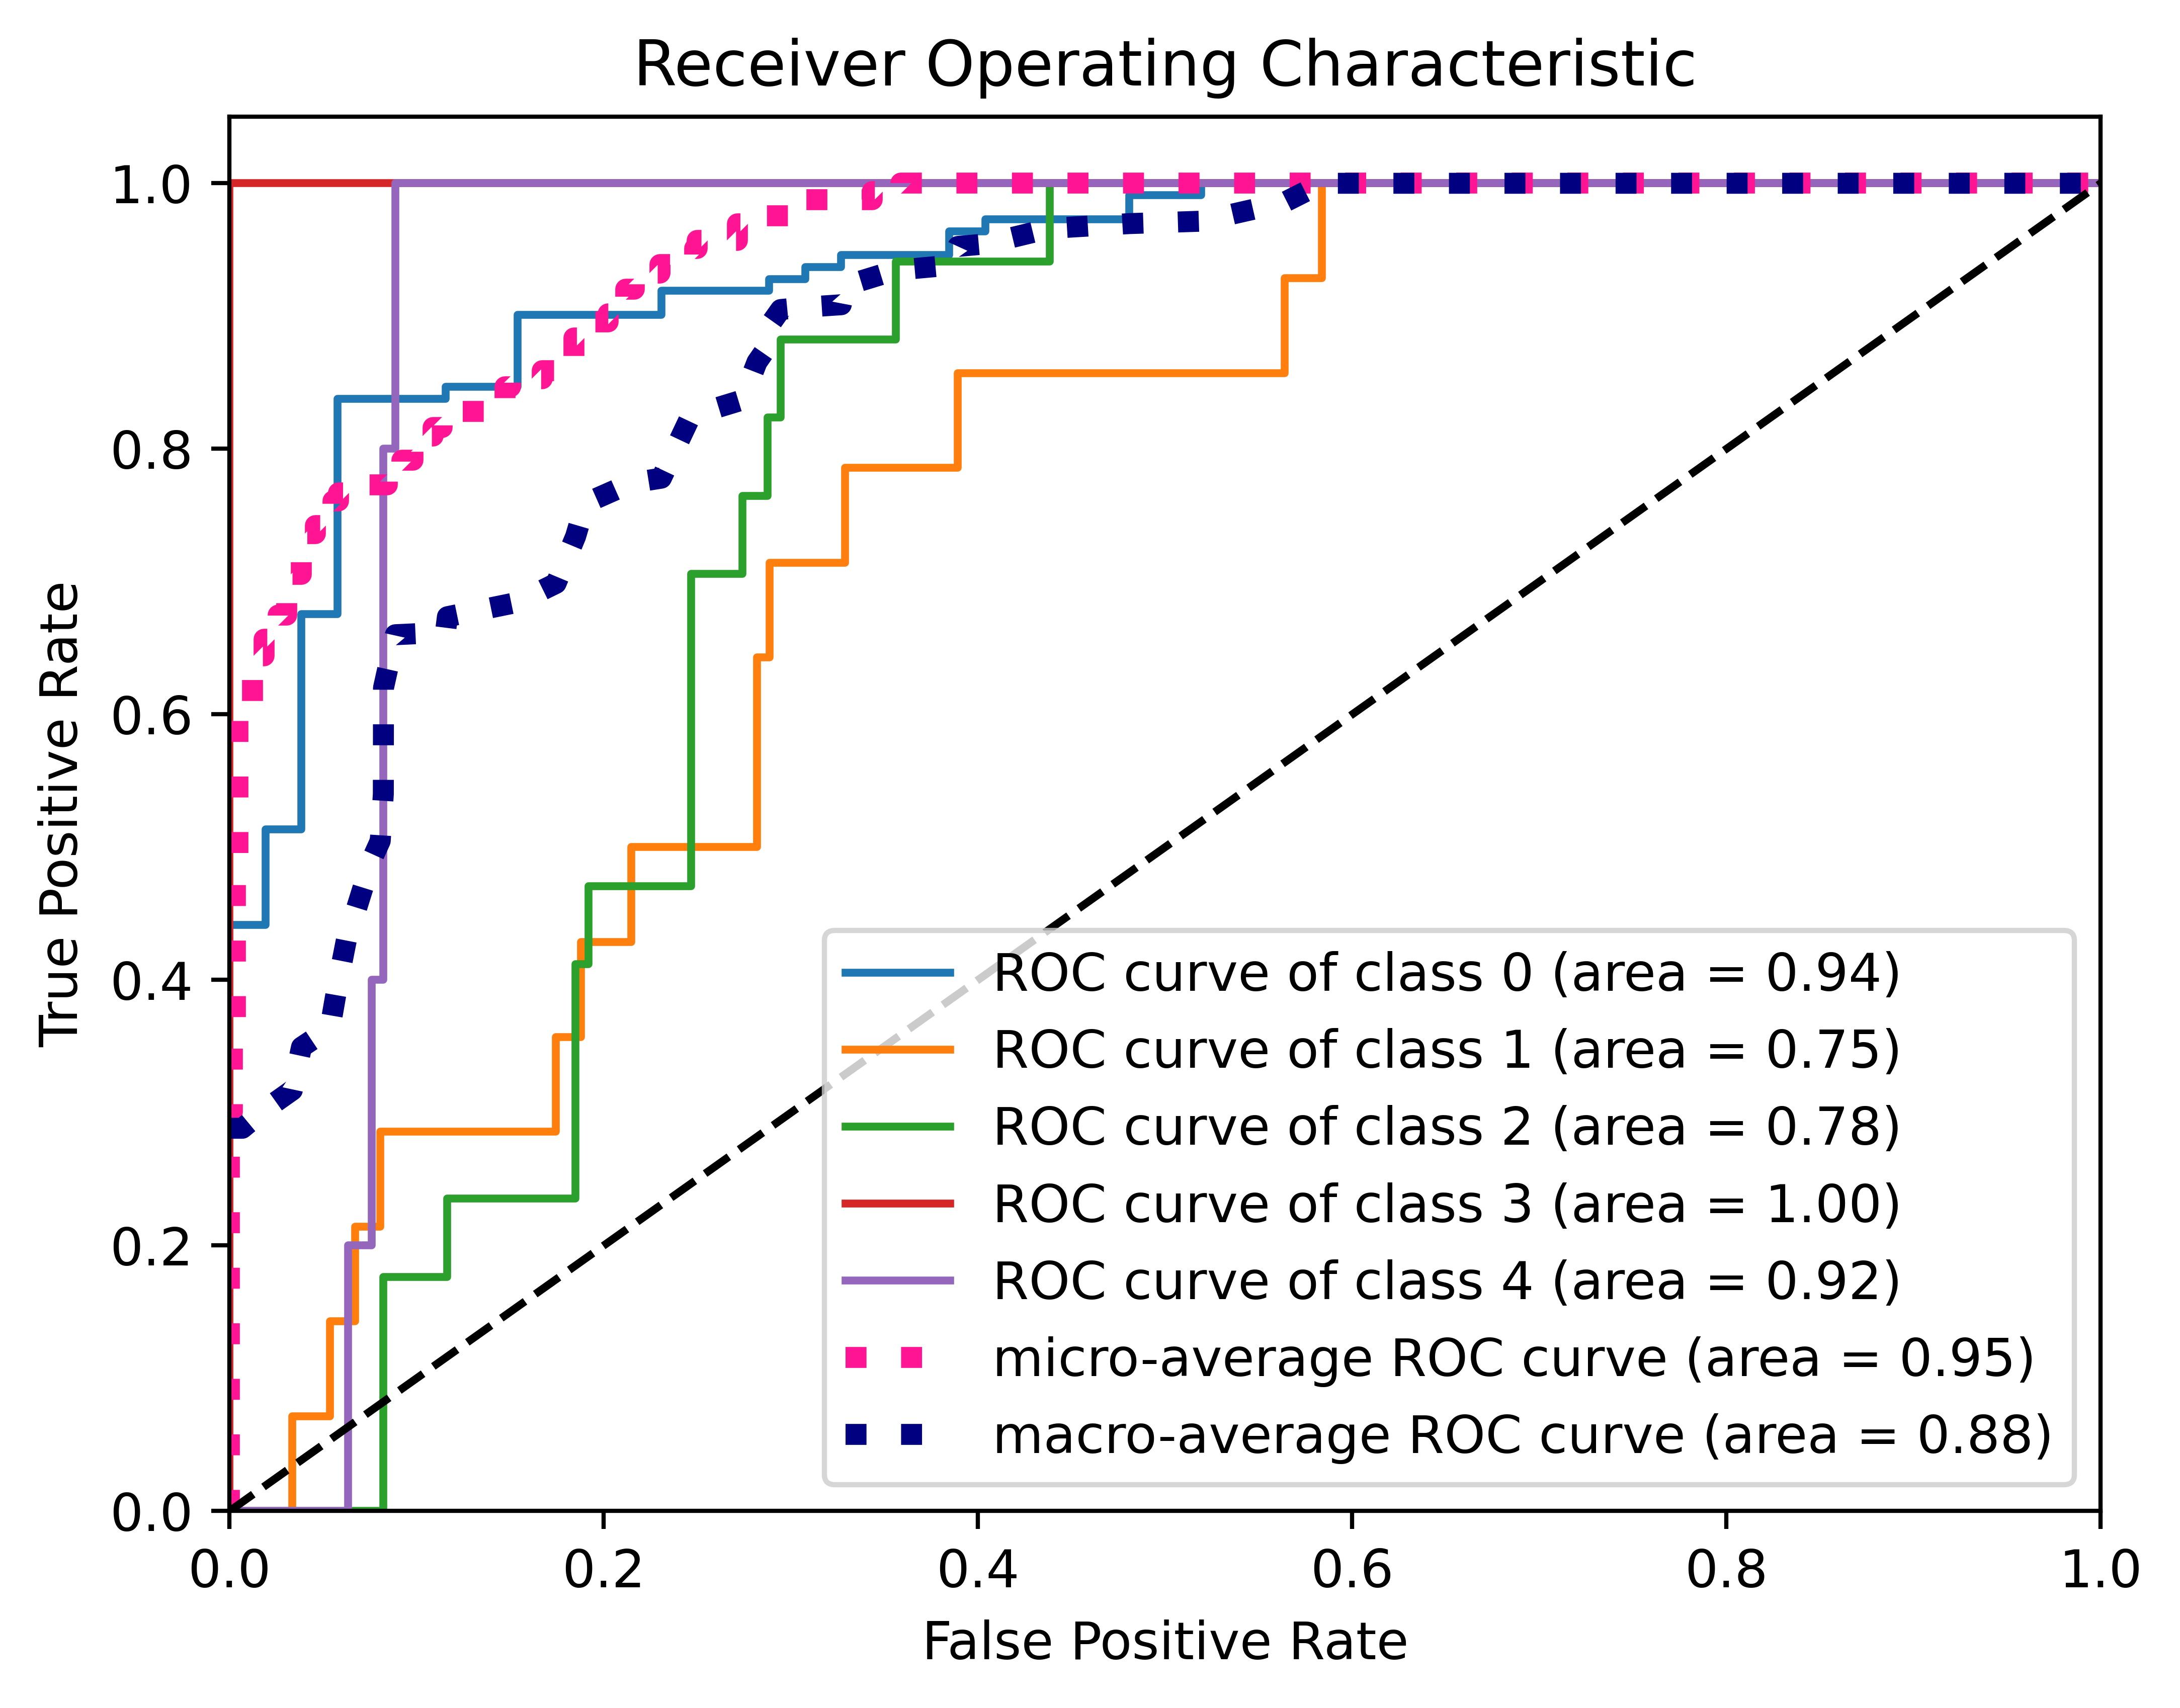 Receiver Operating Characteristic
True Positive Rate
1.0
0.8
0.6
0.4
0.2
0.0
ROC curve of class 0 (area = 0.94)
ROC curve of class 1 (area = 0.75)
ROC curve of class 2 (area = 0.78)
ROC curve of class 3 (area = 1.00)
ROC curve of class 4 (area = 0.92)
micro-average ROC curve (area = 0.95)
macro-average ROC curve (area = 0.88)
0.0 0.2 0.4 0.6 0.8 1.0
False Positive Rate